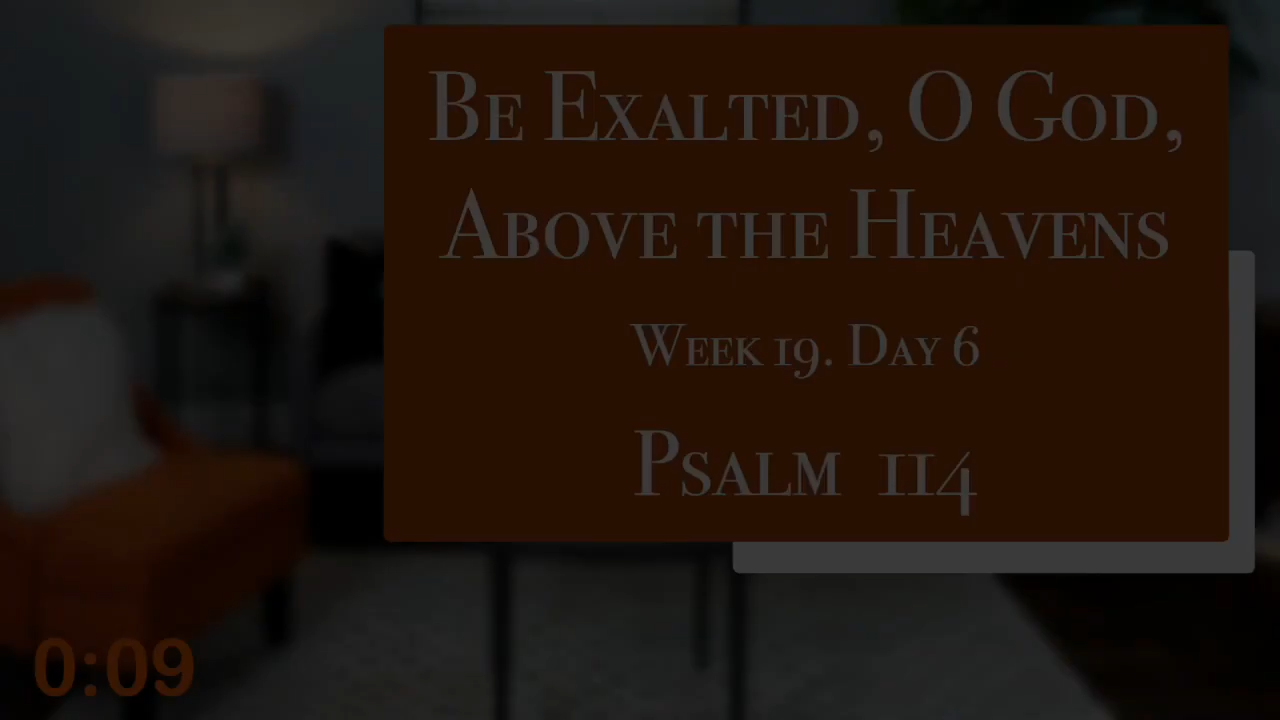 Be Exalted, O God,
Above the Heavens
Week 19. Day 6
Psalm 114
0:09